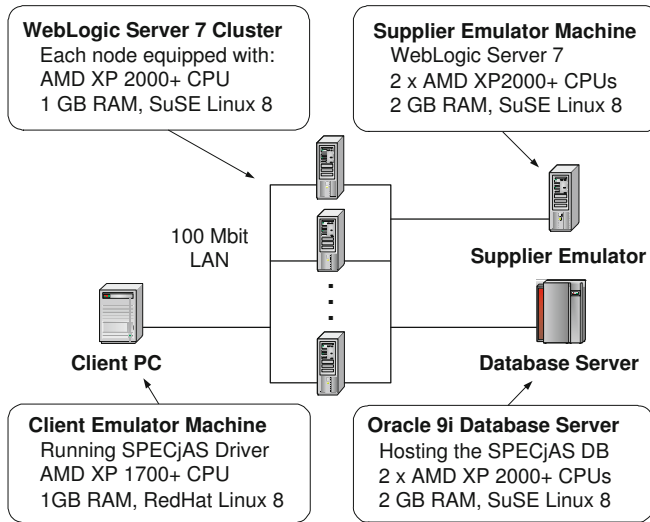 WebLogic Server 7 Cluster
Each node equipped with:
AMD XP 2000+ CPU
1 GB RAM, SuSE Linux 8
Supplier Emulator Machine
WebLogic Server 7
2 x AMD XP2000+ CPUs
2 GB RAM, SuSE Linux 8
100 Mbit
LAN
Supplier Emulator
Client PC
Database Server
Client Emulator Machine
Running SPECjAS Driver
AMD XP 1700+ CPU
1GB RAM, RedHat Linux 8
Oracle 9i Database Server
Hosting the SPECjAS DB
2 x AMD XP 2000+ CPUs
2 GB RAM, SuSE Linux 8